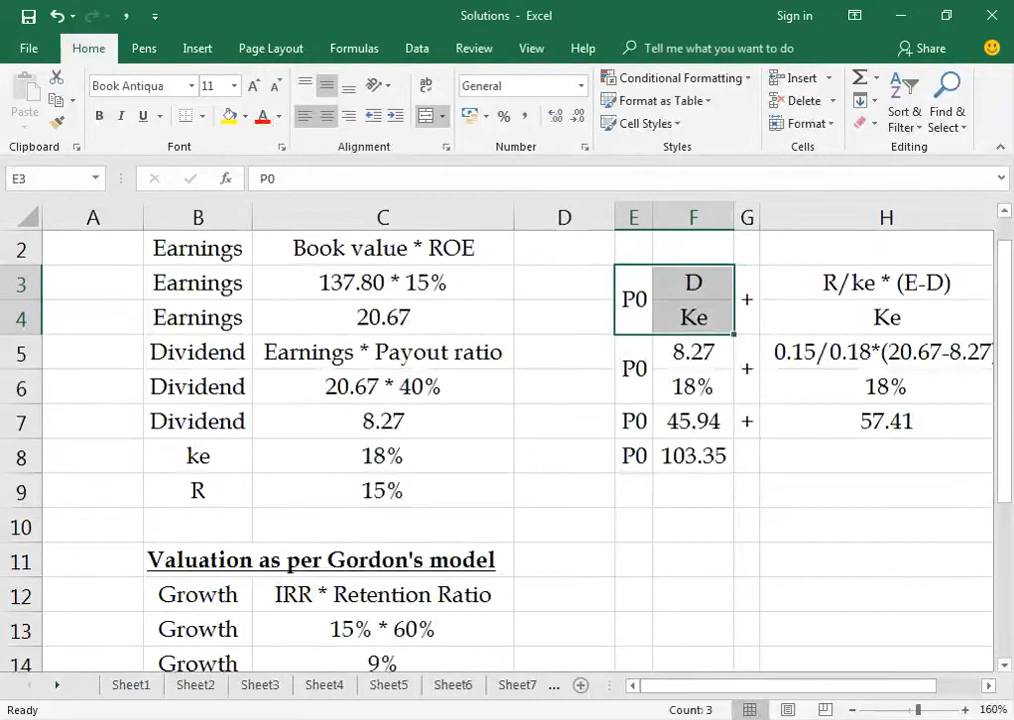 Solutions - Excel
Sign in
File Home Pens Insert Page Layout Formulas Data Review View Help Tell me what you want to do Share
Paste
Book Antiqua 11
General
Conditional Formatting
Format as Table
Cell Styles
Insert
Delete
Format
Sort & Filter
Find & Select
Clipboard Font Alignment Number Styles Cells Editing
E3 fx P0
A B C D E F G H
2 Earnings Book value * ROE
3 Earnings 137.80 * 15% P0 D + R/ke * (E-D)
4 Earnings 20.67 Ke Ke
5 Dividend Earnings * Payout ratio P0 8.27 + 0.15/0.18*(20.67-8.27)
6 Dividend 20.67 * 40% 18% 18%
7 Dividend 8.27 P0 45.94 + 57.41
8 ke 18% P0 103.35
9 R 15%
10
11 Valuation as per Gordon's model
12 Growth IRR * Retention Ratio
13 Growth 15% * 60%
14 Growth 9%
Sheet1 Sheet2 Sheet3 Sheet4 Sheet5 Sheet6 Sheet7 ...
Ready Count: 3 160%